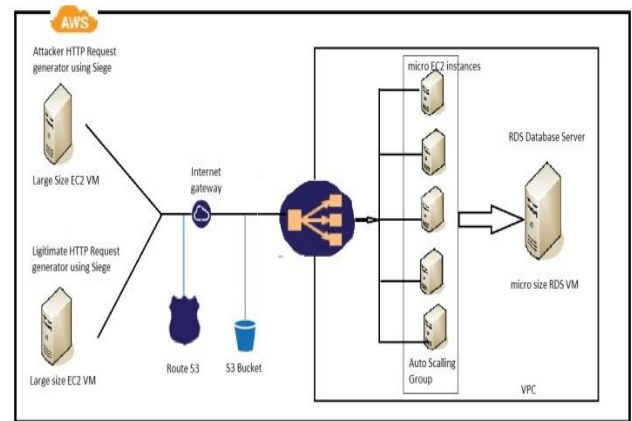 AWS
Attacker HTTP Request
generator using Siege
Large Size EC2 VM
Ligitimate HTTP Request
generator using Siege
Large size EC2 VM
Internet
gateway
Route 53
S3 Bucket
micro EC2 instances
Auto Scalling
Group
RDS Database Server
micro size RDS VM
VPC